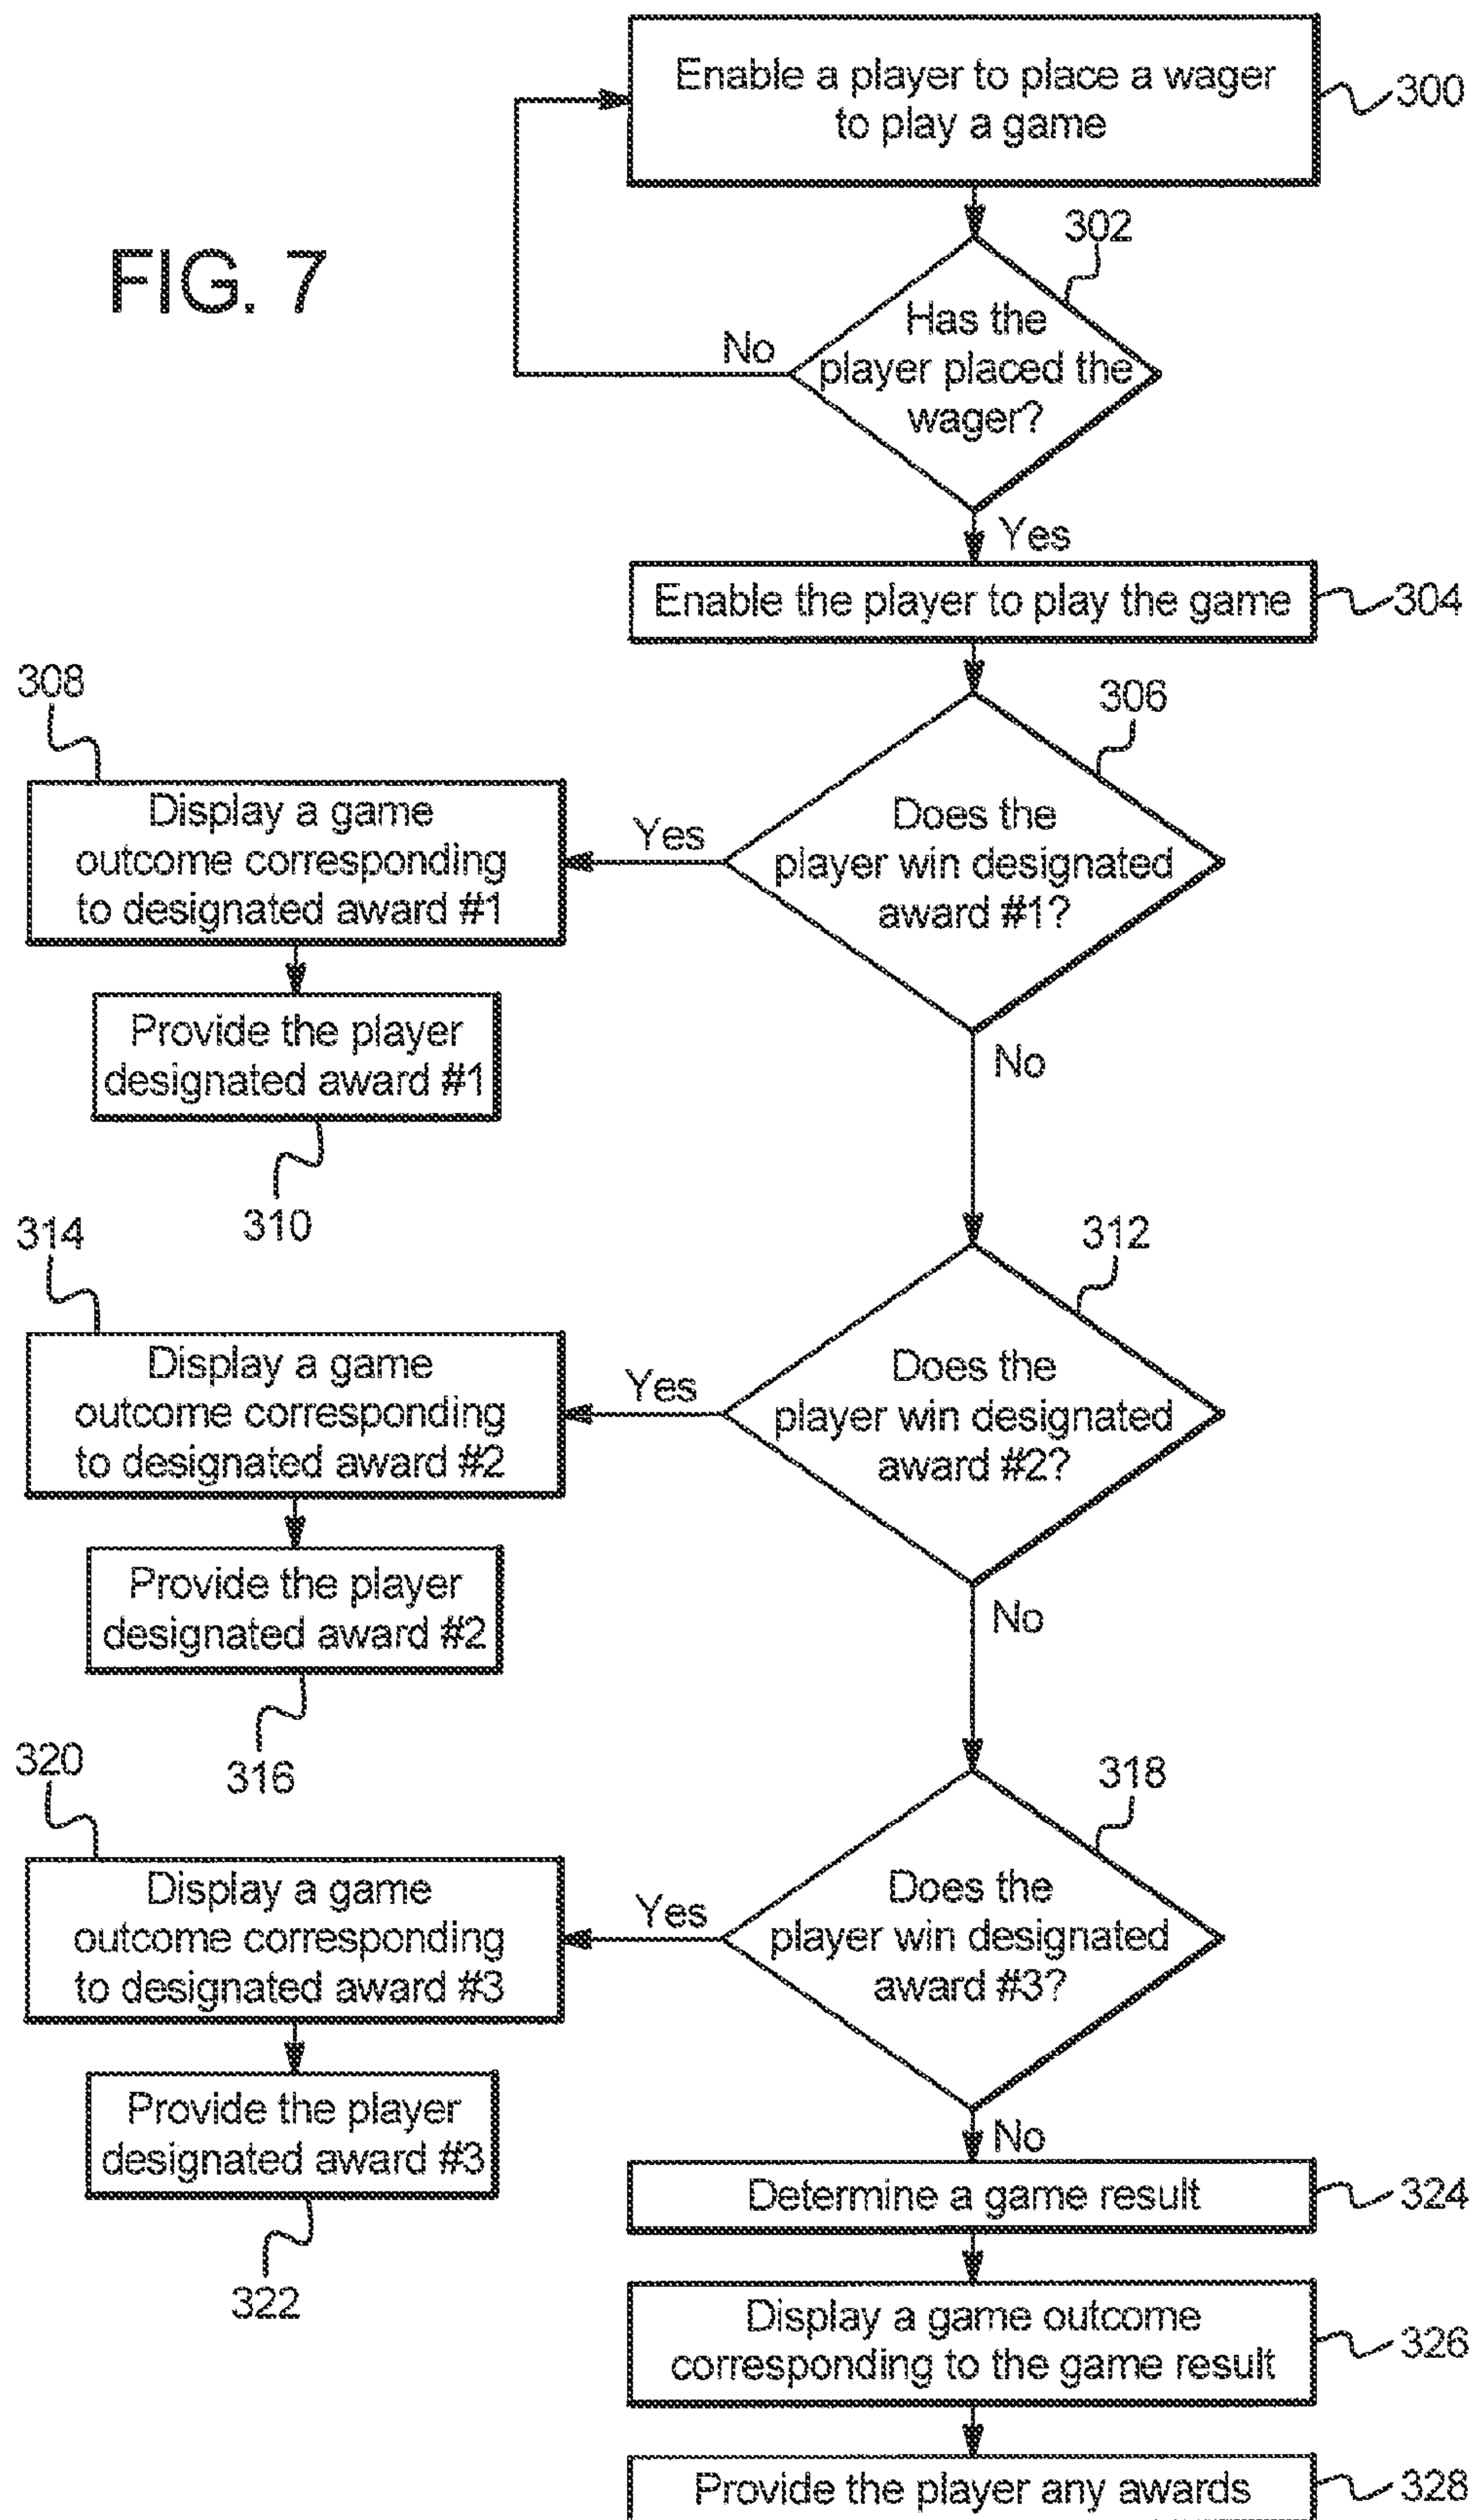 Enable a player to place a wager
to play a game
300
FIG. 7
302
Has the
player placed the
wager?
No
Yes
Enable the player to play the game
304
306
Does the
player win designated
award #1?
Yes
308
Display a game
outcome corresponding
to designated award #1
Provide the player
designated award #1
310
No
312
Does the
player win designated
award #2?
Yes
314
Display a game
outcome corresponding
to designated award #2
Provide the player
designated award #2
316
No
318
Does the
player win designated
award #3?
Yes
320
Display a game
outcome corresponding
to designated award #3
Provide the player
designated award #3
322
No
Determine a game result
324
Display a game outcome
corresponding to the game result
326
Provide the player any awards
328